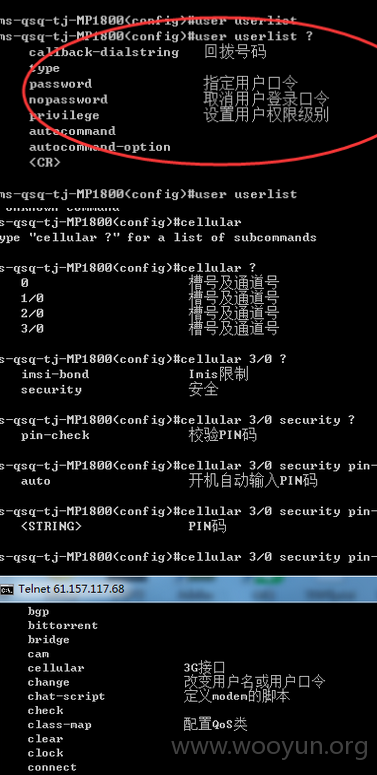 ms-qsq-tj-MP1800(config)#user userlist
ms-qsq-tj-MP1800(config)#user userlist ?
callback-dialstring 回拨号码
type
password 指定用户口令
nopassword 取消用户登录口令
privilege 设置用户权限级别
autocommand
autocommand-option
<CR>
ms-qsq-tj-MP1800(config)#user userlist
unknown command
s-qsq-tj-MP1800(config)#cellular
ype "cellular ?" for a list of subcommands
s-qsq-tj-MP1800(config)#cellular ?
0 槽号及通道号
1/0 槽号及通道号
2/0 槽号及通道号
3/0 槽号及通道号
s-qsq-tj-MP1800(config)#cellular 3/0 ?
imsi-bond Imis限制
security 安全
s-qsq-tj-MP1800(config)#cellular 3/0 security ?
pin-check 校验PIN码
s-qsq-tj-MP1800(config)#cellular 3/0 security pin-
auto 开机自动输入PIN码
s-qsq-tj-MP1800(config)#cellular 3/0 security pin-
<STRING> PIN码
s-qsq-tj-MP1800(config)#cellular 3/0 security pin-
Telnet 61.157.117.68
bgp
bittorrent
bridge
cam
cellular 3G接口
change 改变用户名或用户口令
chat-script 定义modem的脚本
check
class-map 配置QoS类
clear
clock
connect
www.wooyun.org